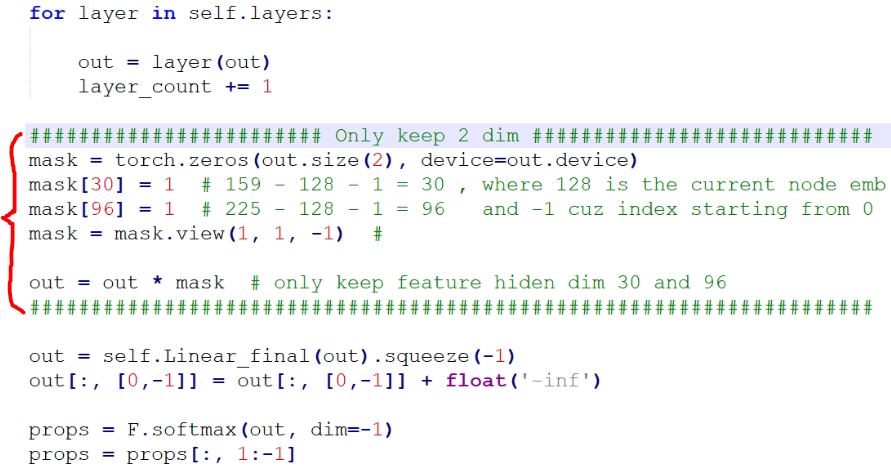 for layer in self.layers:
out = layer(out)
layer_count += 1
######################## Only keep 2 dim ############################
mask = torch.zeros(out.size(2), device=out.device)
mask[30] = 1  # 159 - 128 - 1 = 30 , where 128 is the current node emb
mask[96] = 1  # 225 - 128 - 1 = 96   and -1 cuz index starting from 0
mask = mask.view(1, 1, -1)  #
out = out * mask  # only keep feature hiden dim 30 and 96
#####################################################################
out = self.Linear_final(out).squeeze(-1)
out[:, [0,-1]] = out[:, [0,-1]] + float('-inf')
props = F.softmax(out, dim=-1)
props = props[:, 1:-1]